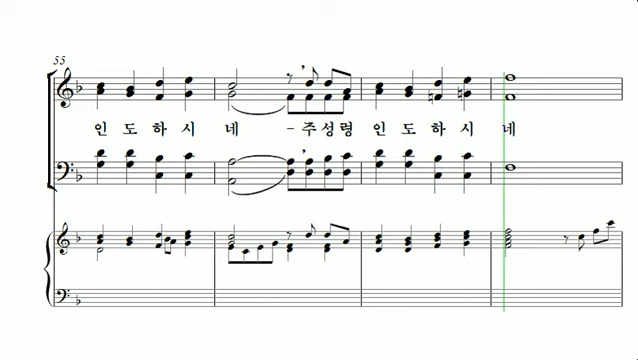 55
인 도 하 시 네 - 주 성 령 인 도 하 시 네